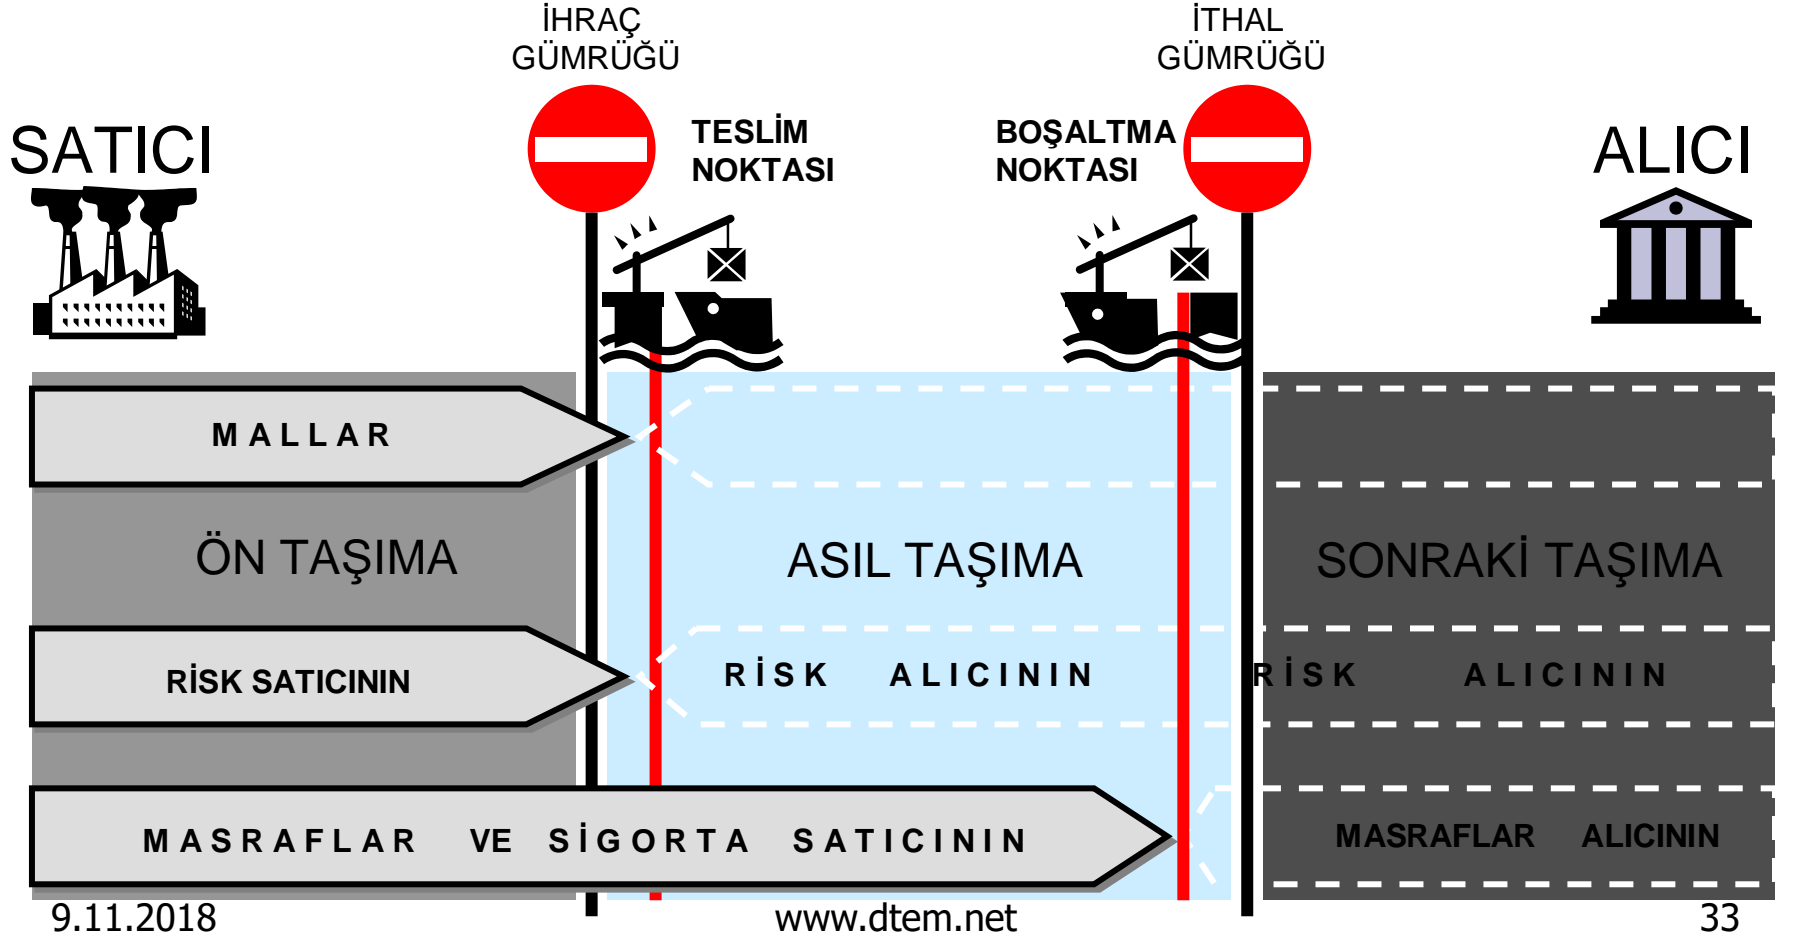 İHRAÇ
GÜMRÜĞÜ
İTHAL
GÜMRÜĞÜ
SATICI
TESLİM
NOKTASI
BOŞALTMA
NOKTASI
ALICI
MALLAR
ÖN TAŞIMA
ASIL TAŞIMA
SONRAKİ TAŞIMA
RİSK SATICININ
RİSK ALICININ
RİSK ALICININ
MASRAFLAR VE SİGORTA SATICININ
MASRAFLAR ALICININ
9.11.2018
www.dtem.net
33